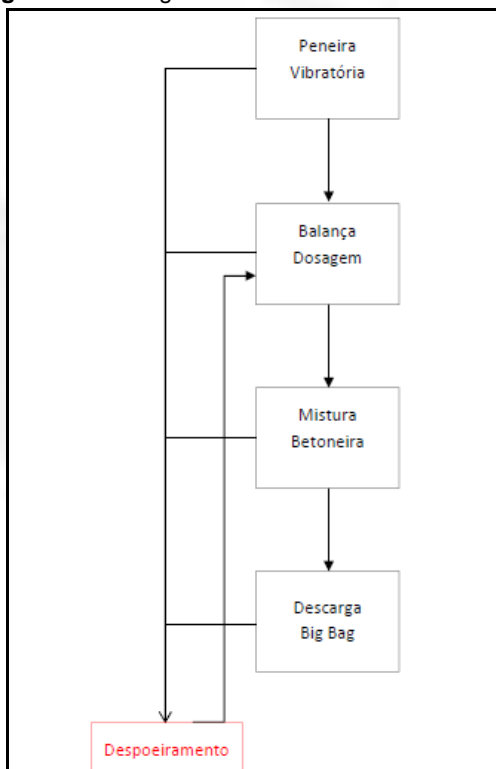 Peneira
Vibratória
Balança
Dosagem
Mistura
Betoneira
Descarga
Big Bag
Despoeiramento